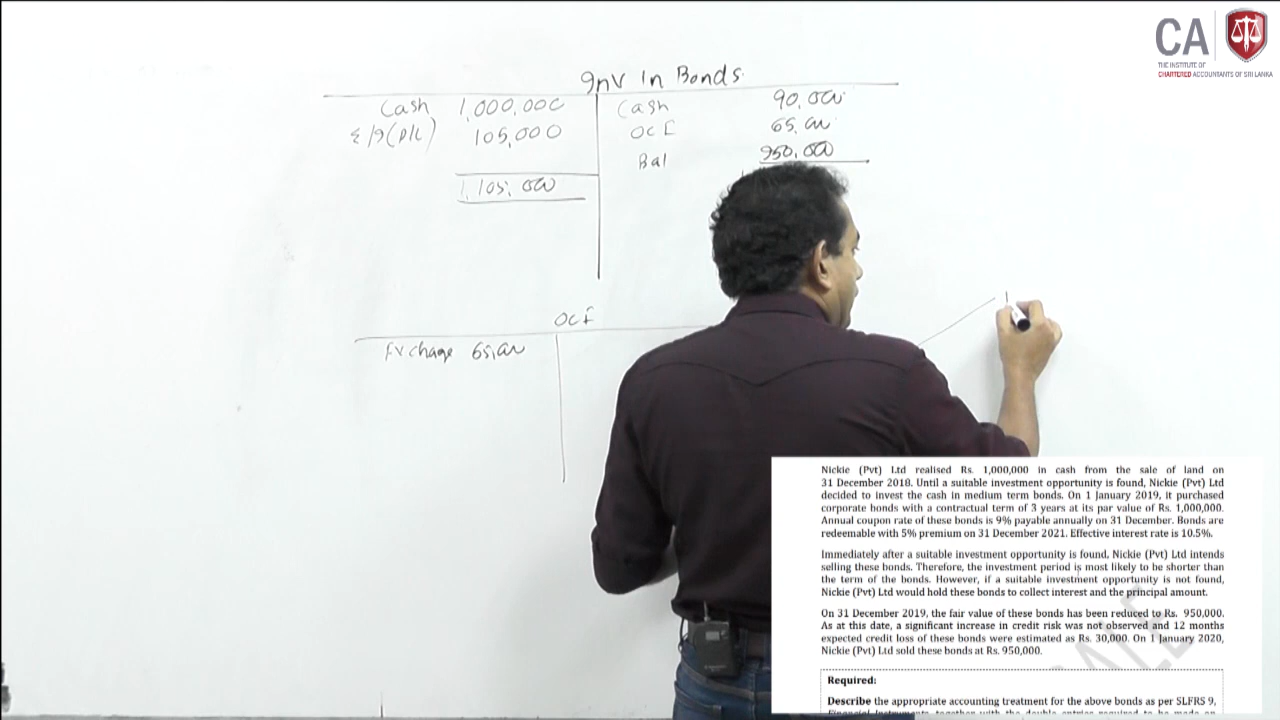 CA
THE INSTITUTE OF
CHARTERED ACCOUNTANTS OF SRI LANKA
Inv In Bonds.
Cash 1,000,000 Cash 90,000
105,000 OCI 65,000
Bal 950,000
1,105,000
OCI
FV change 65,000
Nickie (Pvt) Ltd realised Rs. 1,000,000 in cash from the sale of land on
31 December 2018. Until a suitable investment opportunity is found, Nickie (Pvt) Ltd
decided to invest the cash in medium term bonds. On 1 January 2019, it purchased
corporate bonds with a contractual term of 3 years at its par value of Rs. 1,000,000.
Annual coupon rate of these bonds is 9% payable annually on 31 December. Bonds are
redeemable with 5% premium on 31 December 2021. Effective interest rate is 10.5%.
Immediately after a suitable investment opportunity is found, Nickie (Pvt) Ltd intends
selling these bonds. Therefore, the investment period is most likely to be shorter than
the term of the bonds. However, if a suitable investment opportunity is not found,
Nickie (Pvt) Ltd would hold these bonds to collect interest and the principal amount.
On 31 December 2019, the fair value of these bonds has been reduced to Rs. 950,000.
As at this date, a significant increase in credit risk was not observed and 12 months
expected credit loss of these bonds were estimated as Rs. 30,000. On 1 January 2020,
Nickie (Pvt) Ltd sold these bonds at Rs. 950,000.
Required:
Describe the appropriate accounting treatment for the above bonds as per SLFRS 9,